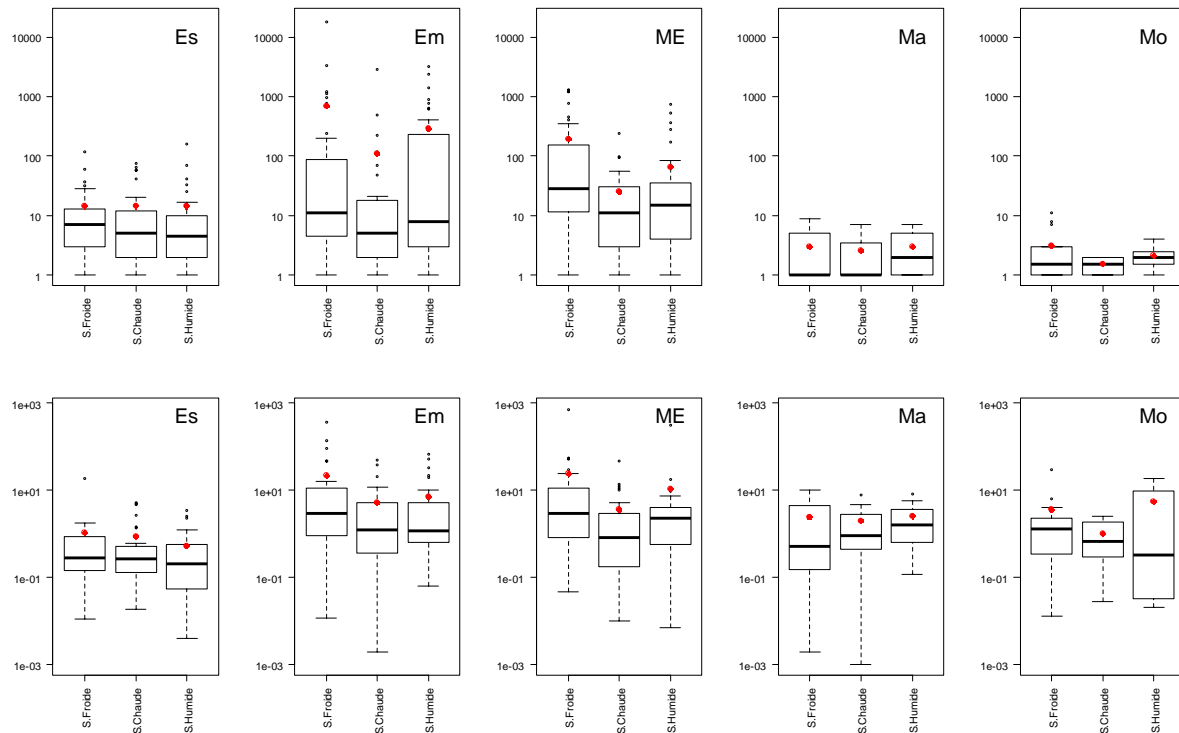 Es
10000
1000
100
10
1
S.Froide
S.Chaude
S.Humide
Em
10000
1000
100
10
1
S.Froide
S.Chaude
S.Humide
ME
10000
1000
100
10
1
S.Froide
S.Chaude
S.Humide
Ma
10000
1000
100
10
1
S.Froide
S.Chaude
S.Humide
Mo
10000
1000
100
10
1
S.Froide
S.Chaude
S.Humide
Es
1e+03
1e+01
1e-01
1e-03
S.Froide
S.Chaude
S.Humide
Em
1e+03
1e+01
1e-01
1e-03
S.Froide
S.Chaude
S.Humide
ME
1e+03
1e+01
1e-01
1e-03
S.Froide
S.Chaude
S.Humide
Ma
1e+03
1e+01
1e-01
1e-03
S.Froide
S.Chaude
S.Humide
Mo
1e+03
1e+01
1e-01
1e-03
S.Froide
S.Chaude
S.Humide